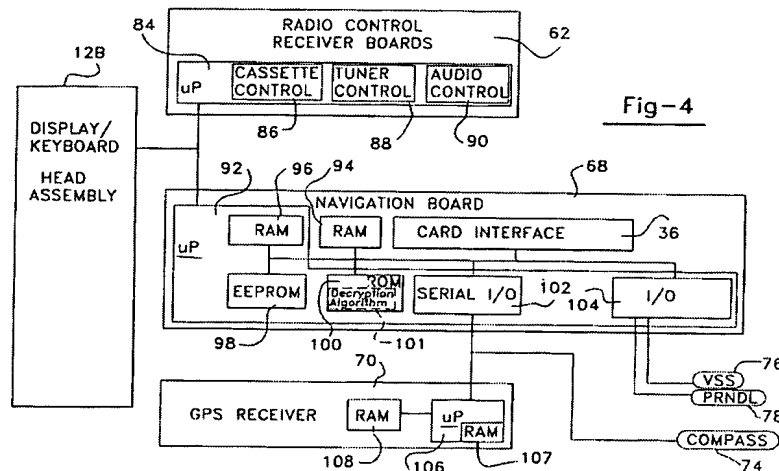 RADIO CONTROL
RECEIVER BOARDS
84
62
12B
uP
CASSETTE
CONTROL
TUNER
CONTROL
AUDIO
CONTROL
86
88
90
Fig-4
DISPLAY/
KEYBOARD
HEAD
ASSEMBLY
92
96
94
68
NAVIGATION BOARD
uP
RAM
RAM
CARD INTERFACE
36
EEPROM
ROM
Decryption
Algorithm
SERIAL I/O
102
104
I/O
98
100
101
70
76
VSS
PRNDL
78
GPS RECEIVER
RAM
uP
RAM
108
106
107
COMPASS
74